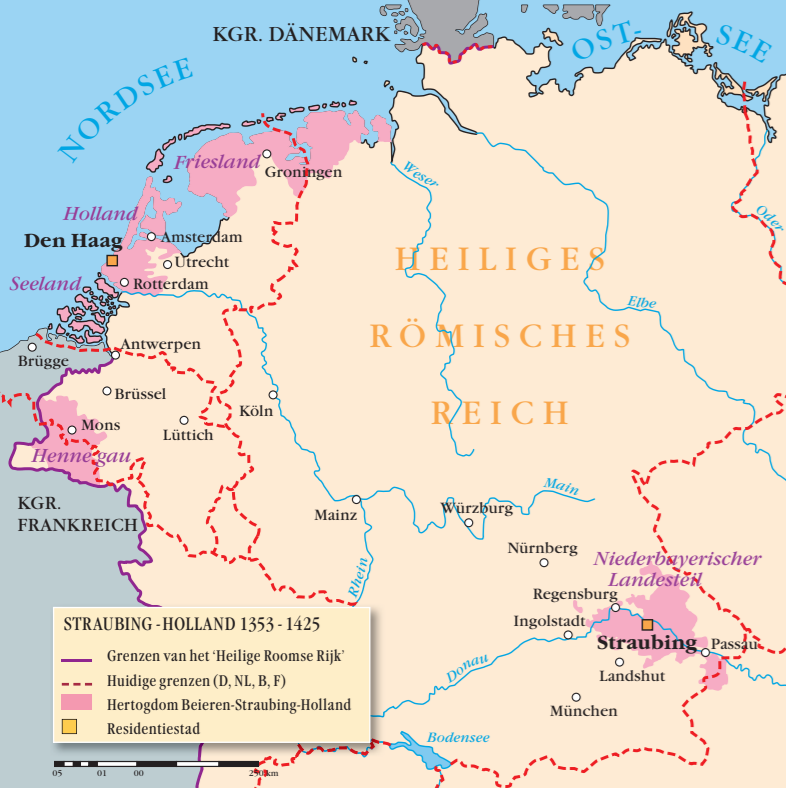 KGR. DÄNEMARK
OST-
SEE
NORDSEE
Friesland
Groningen
Weser
Holland
Oder
Den Haag
Amsterdam
Utrecht
HEILIGES
Seeland
Rotterdam
Elbe
RÖMISCHES
Antwerpen
Brügge
Brüssel
Köln
REICH
Mons
Lüttich
Hennegau
KGR.
FRANKREICH
Mainz
Würzburg
Main
Nürnberg
Niederbayerischer
Landesteil
Rhein
Regensburg
Ingolstadt
Straubing
Passau
Donau
Landshut
München
Bodensee
STRAUBING - HOLLAND 1353 - 1425
Grenzen van het 'Heilige Roomse Rijk'
Huidige grenzen (D, NL, B, F)
Hertogdom Beieren-Straubing-Holland
Residentiestad
05 01 00 250 km